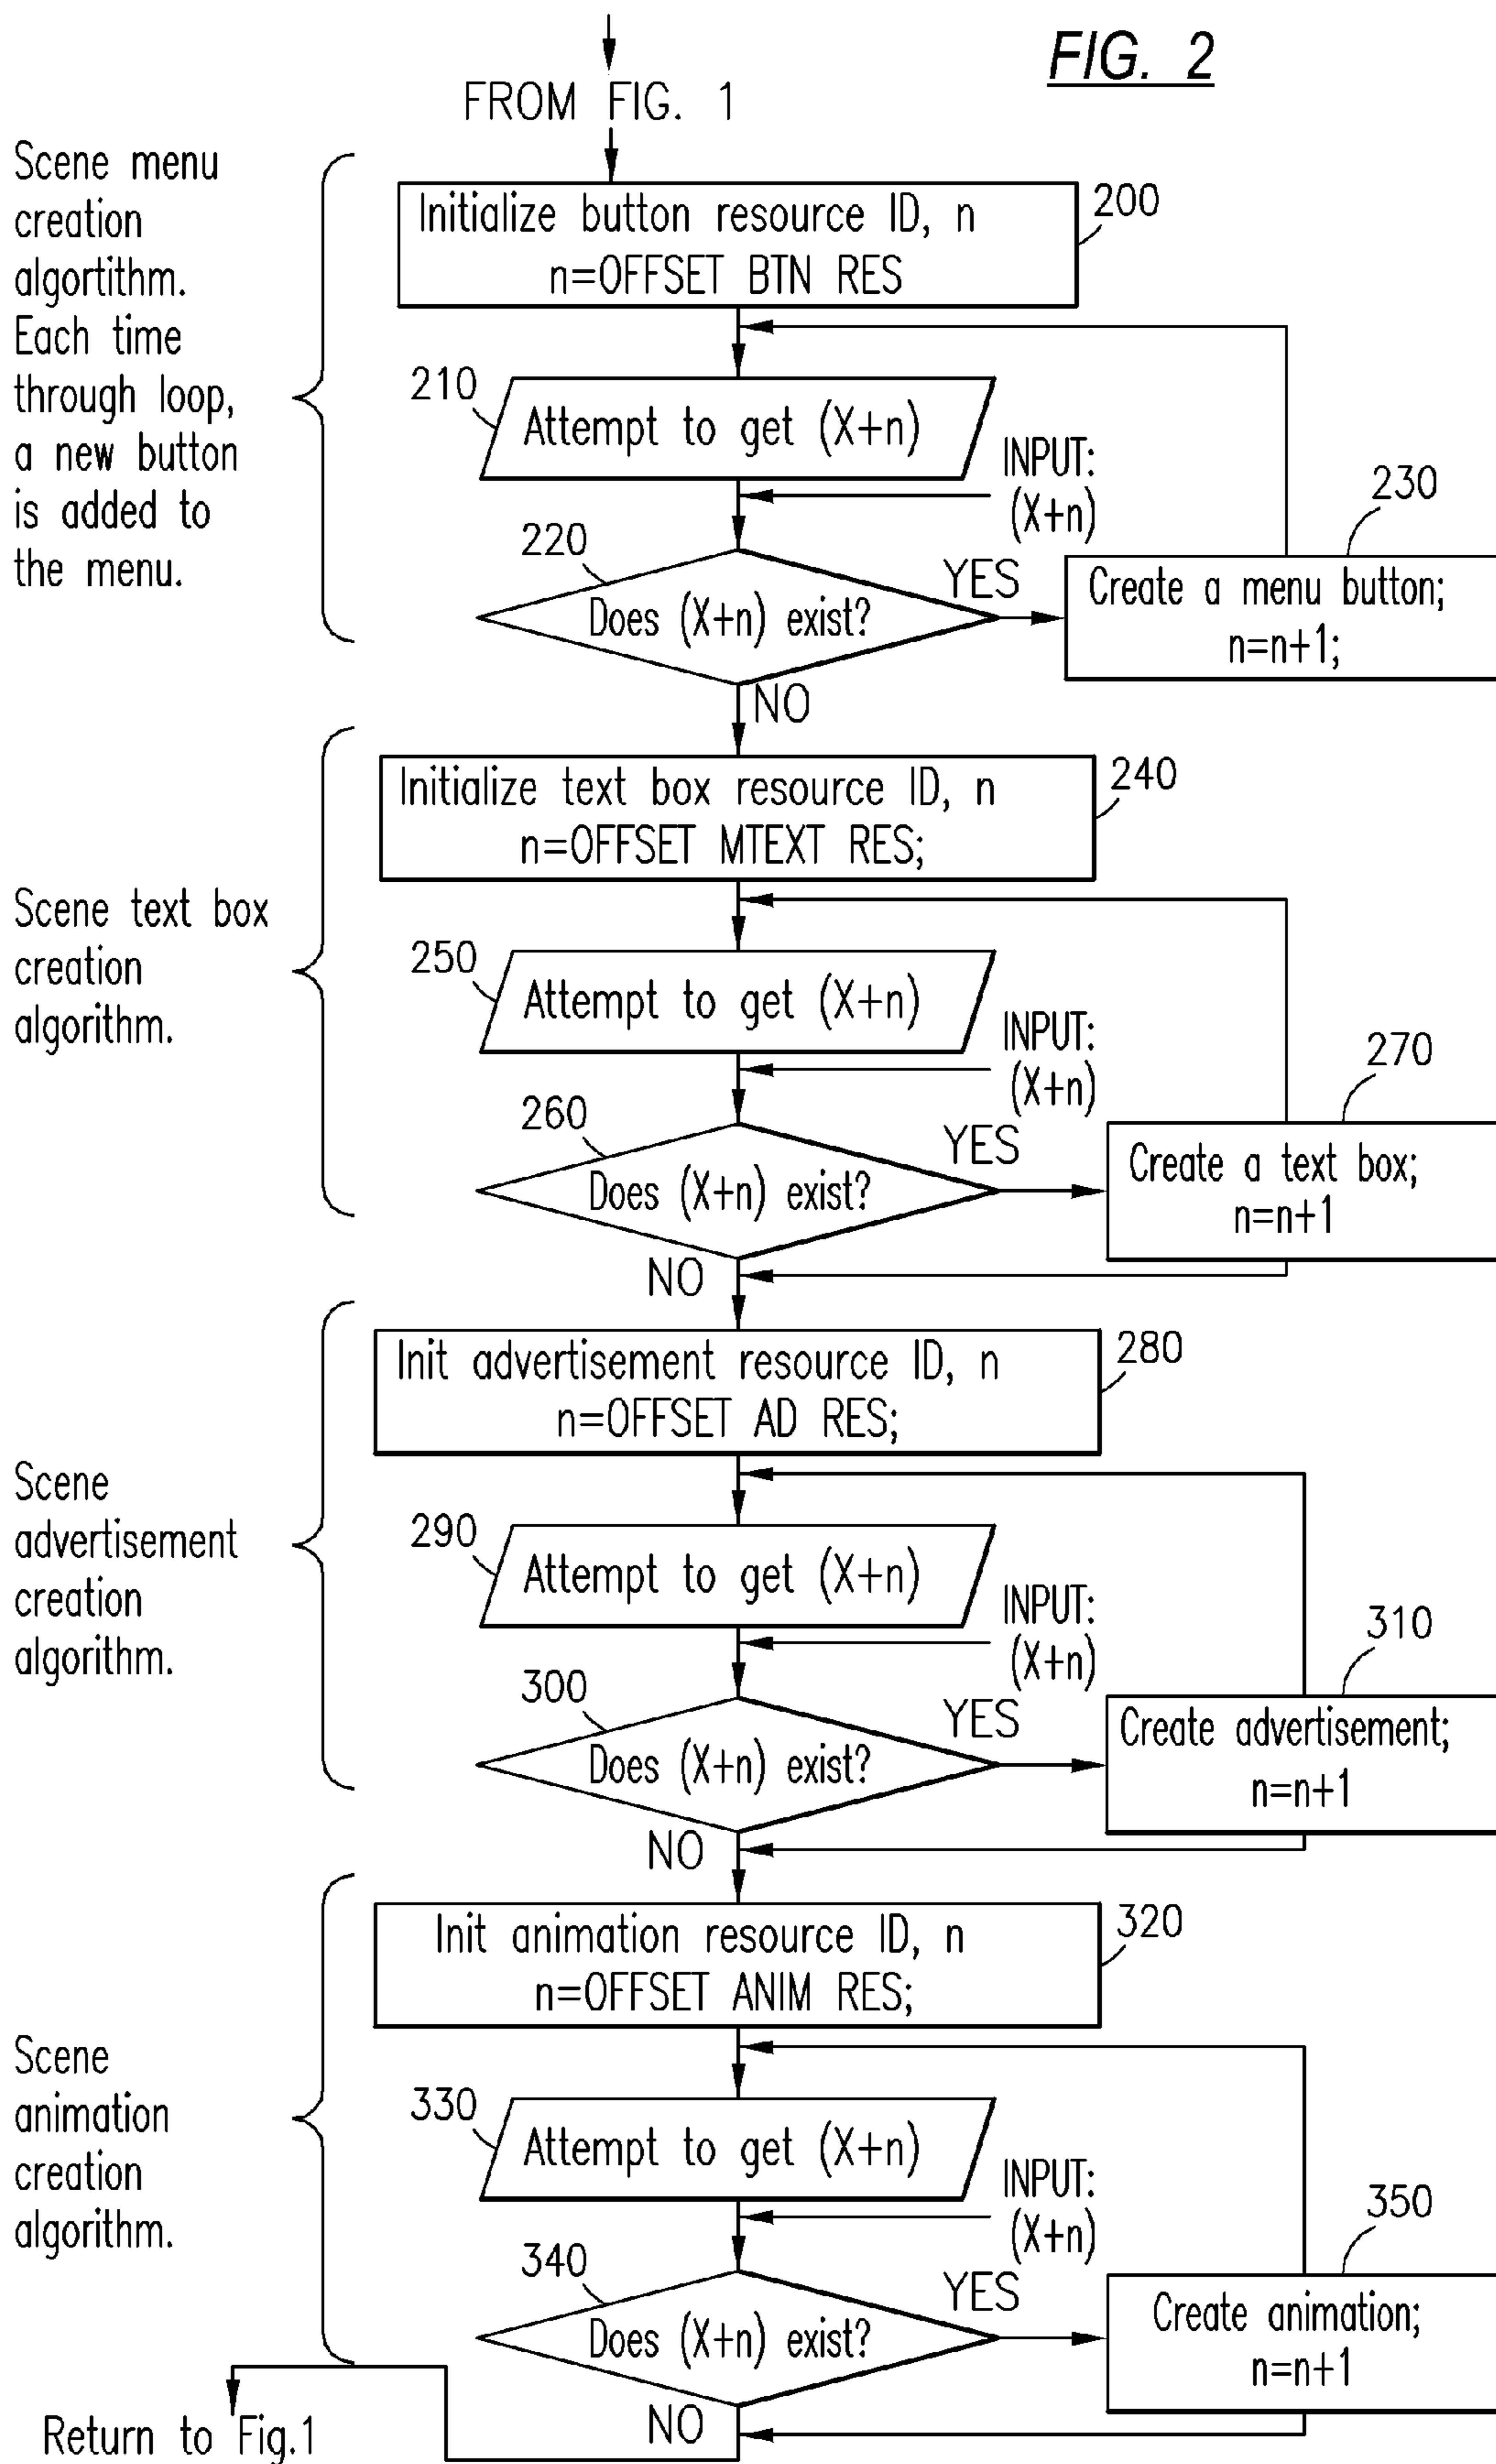 FIG. 2
FROM FIG. 1
Scene menu
creation
algortithm.
Each time
through loop,
a new button
is added to
the menu.
Initialize button resource ID, n
n=OFFSET BTN RES
200
210
Attempt to get (X+n)
INPUT:
(X+n)
220
Does (X+n) exist?
YES
230
Create a menu button;
n=n+1;
NO
Scene text box
creation
algorithm.
Initialize text box resource ID, n
n=OFFSET MTEXT RES;
240
250
Attempt to get (X+n)
INPUT:
(X+n)
260
Does (X+n) exist?
YES
270
Create a text box;
n=n+1
NO
Scene
advertisement
creation
algorithm.
Init advertisement resource ID, n
n=OFFSET AD RES;
280
290
Attempt to get (X+n)
INPUT:
(X+n)
300
Does (X+n) exist?
YES
310
Create advertisement;
n=n+1
NO
Scene
animation
creation
algorithm.
Init animation resource ID, n
n=OFFSET ANIM RES;
320
330
Attempt to get (X+n)
INPUT:
(X+n)
340
Does (X+n) exist?
YES
350
Create animation;
n=n+1
NO
Return to Fig.1